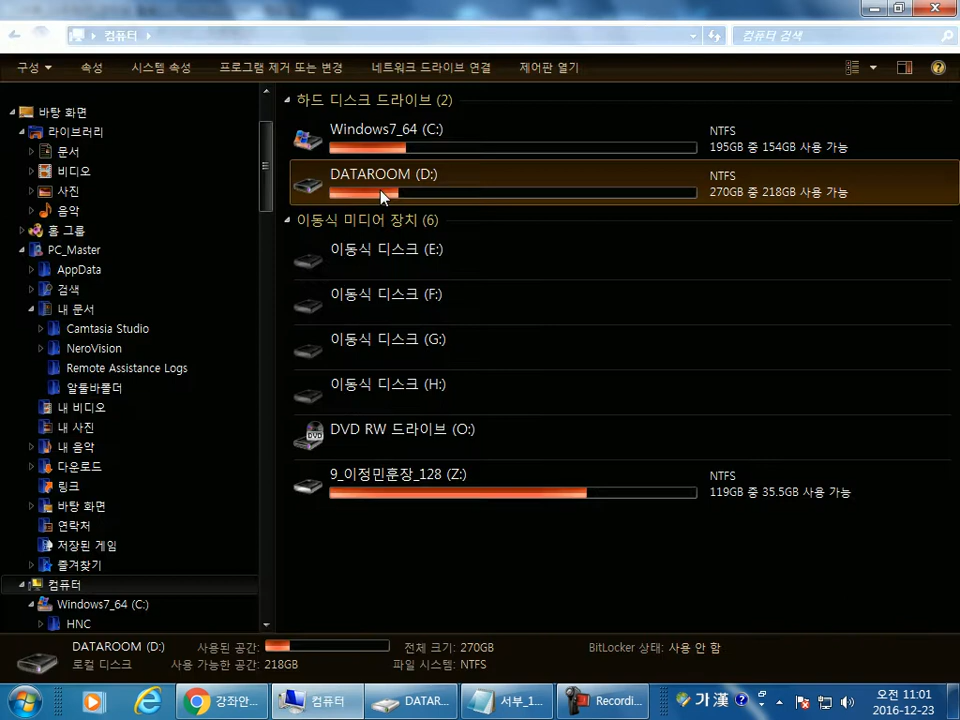 컴퓨터
컴퓨터 검색
구성 속성 시스템 속성 프로그램 제거 또는 변경 네트워크 드라이브 연결 제어판 열기
바탕 화면
라이브러리
문서
비디오
사진
음악
홈 그룹
PC_Master
AppData
검색
내 문서
Camtasia Studio
NeroVision
Remote Assistance Logs
알툴바폴더
내 비디오
내 사진
내 음악
다운로드
링크
바탕 화면
연락처
저장된 게임
즐겨찾기
컴퓨터
Windows7_64 (C:)
HNC
하드 디스크 드라이브 (2)
Windows7_64 (C:)
NTFS
195GB 중 154GB 사용 가능
DATAROOM (D:)
NTFS
270GB 중 218GB 사용 가능
이동식 미디어 장치 (6)
이동식 디스크 (E:)
이동식 디스크 (F:)
이동식 디스크 (G:)
이동식 디스크 (H:)
DVD RW 드라이브 (O:)
9_이정민훈장_128 (Z:)
NTFS
119GB 중 35.5GB 사용 가능
DATAROOM (D:) 사용된 공간: 전체 크기: 270GB BitLocker 상태: 사용 안 함
로컬 디스크 사용 가능한 공간: 218GB 파일 시스템: NTFS
강좌안... 컴퓨터 DATAR... 서부_1... Recordi... 가 漢
오전 11:01
2016-12-23